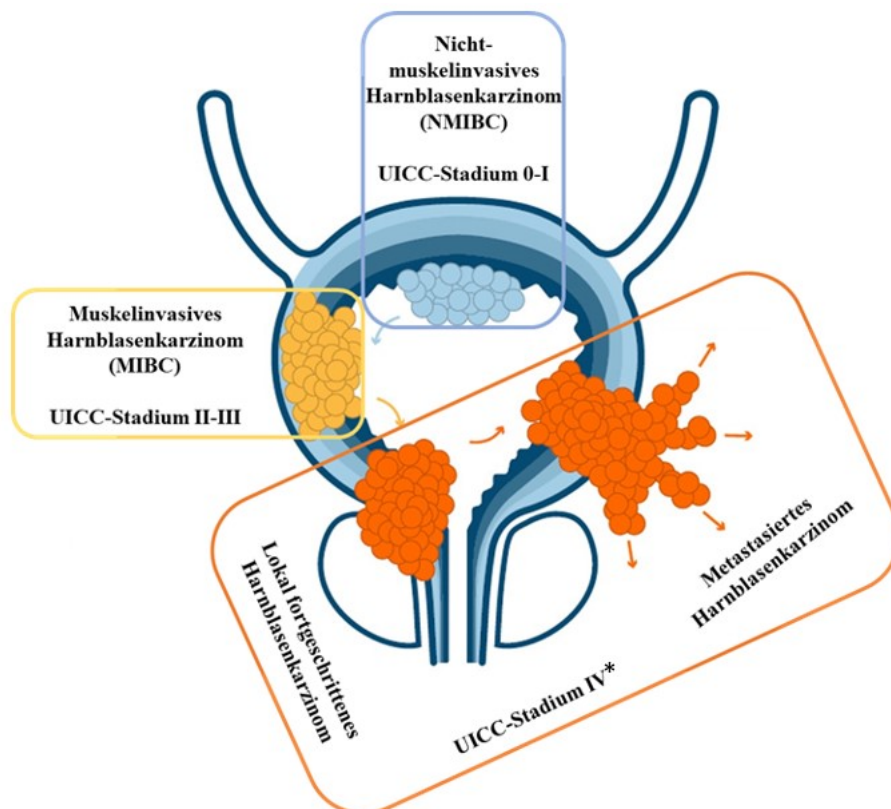 Nicht-
muskelinvasives
Harnblasenkarzinom
(NMIBC)
UICC-Stadium 0-I
Muskelinvasives
Harnblasenkarzinom
(MIBC)
UICC-Stadium II-III
Lokal fortgeschrittenes
Harnblasenkarzinom
UICC-Stadium IV*
Metastasiertes
Harnblasenkarzinom